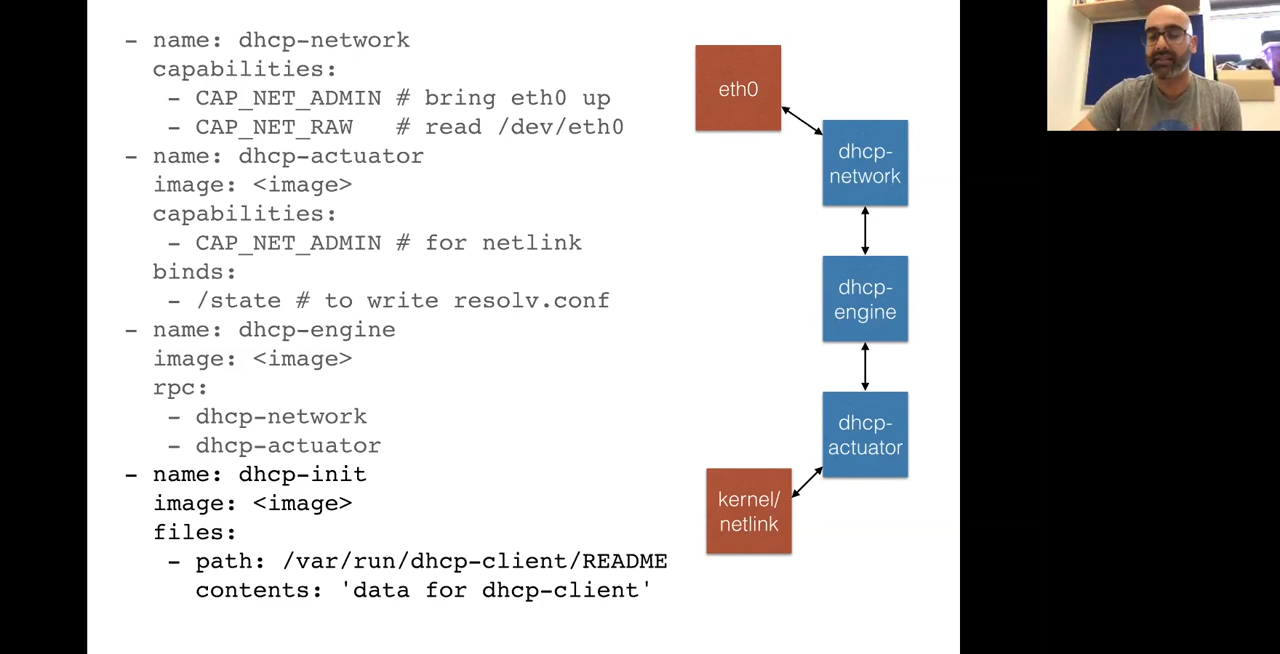 - name: dhcp-network
capabilities:
- CAP_NET_ADMIN # bring eth0 up
- CAP_NET_RAW # read /dev/eth0
- name: dhcp-actuator
image: <image>
capabilities:
- CAP_NET_ADMIN # for netlink
binds:
- /state # to write resolv.conf
- name: dhcp-engine
image: <image>
rpc:
- dhcp-network
- dhcp-actuator
- name: dhcp-init
image: <image>
files:
- path: /var/run/dhcp-client/README
contents: 'data for dhcp-client'
eth0
dhcp-
network
dhcp-
engine
dhcp-
actuator
kernel/
netlink